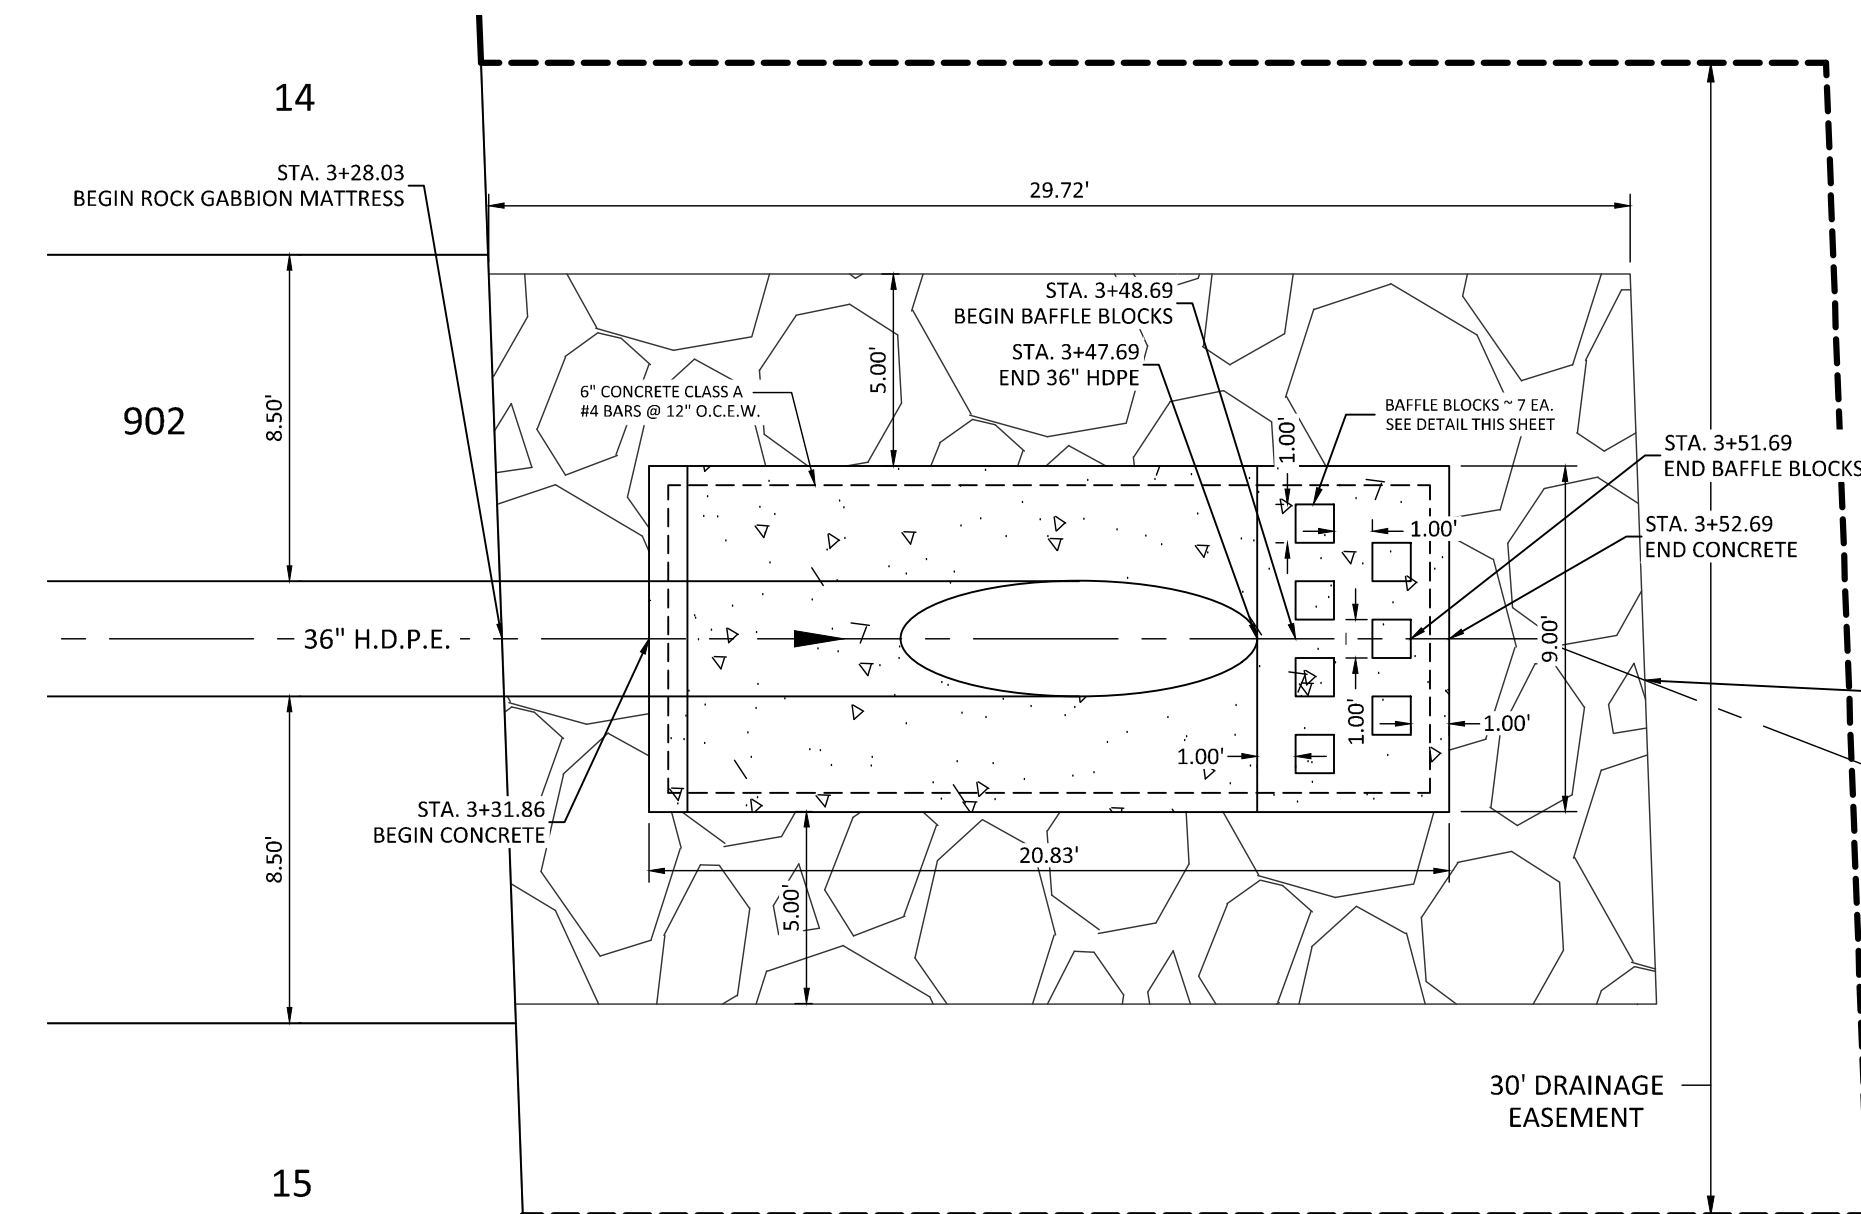 14
STA. 3+28.03
BEGIN ROCK GABBION MATTRESS
29.72'
STA. 3+48.69
BEGIN BAFFLE BLOCKS
STA. 3+47.69
END 36" HDPE
5.00'
6" CONCRETE CLASS A
#4 BARS @ 12" O.C.E.W.
BAFFLE BLOCKS ~ 7 EA.
SEE DETAIL THIS SHEET
902
8.50'
1.00'
STA. 3+51.69
END BAFFLE BLOCKS
1.00'
STA. 3+52.69
END CONCRETE
36" H.D.P.E.
9.00'
1.00'
1.00'
1.00'
STA. 3+31.86
BEGIN CONCRETE
8.50'
20.83'
5.00'
30' DRAINAGE
EASEMENT
15